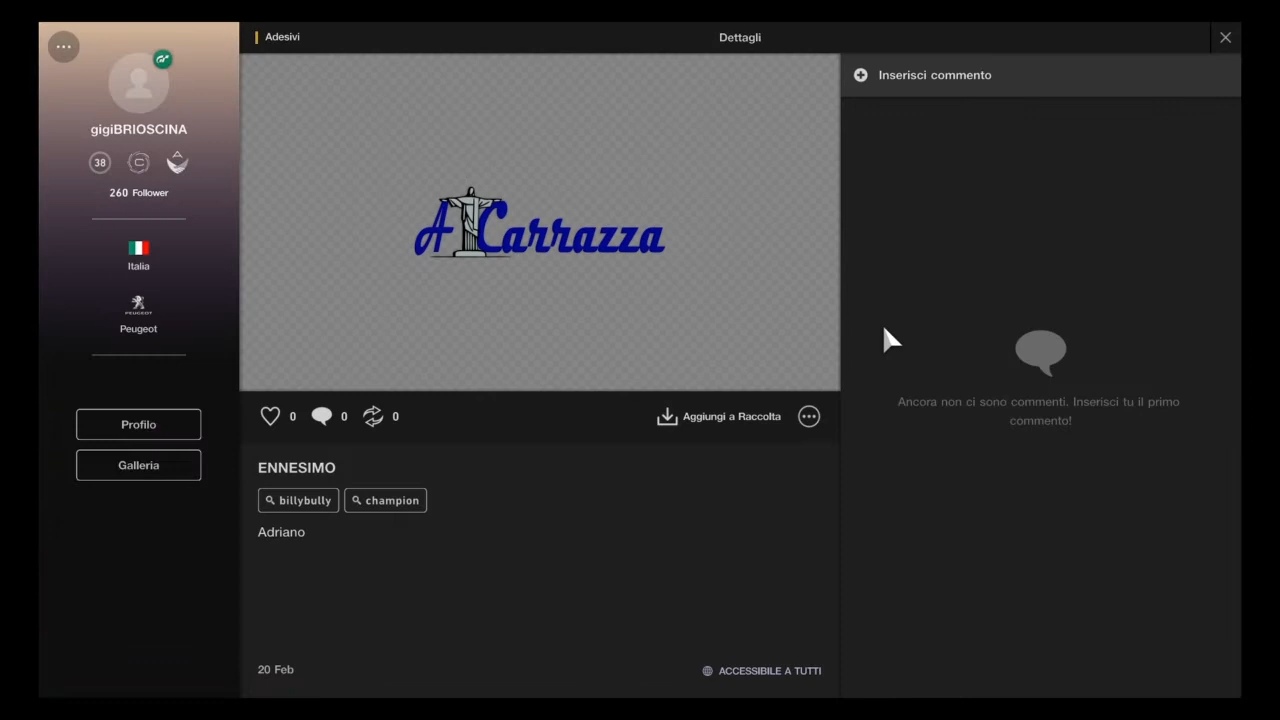 gigiBRIOSCINA
38
C
260 Follower
Italia
PEUGEOT
Peugeot
Profilo
Galleria
Adesivi
Dettagli
A Carrazza
0
0
0
Aggiungi a Raccolta
ENNESIMO
billybully
champion
Adriano
20 Feb
ACCESSIBILE A TUTTI
Inserisci commento
Ancora non ci sono commenti. Inserisci tu il primo
commento!